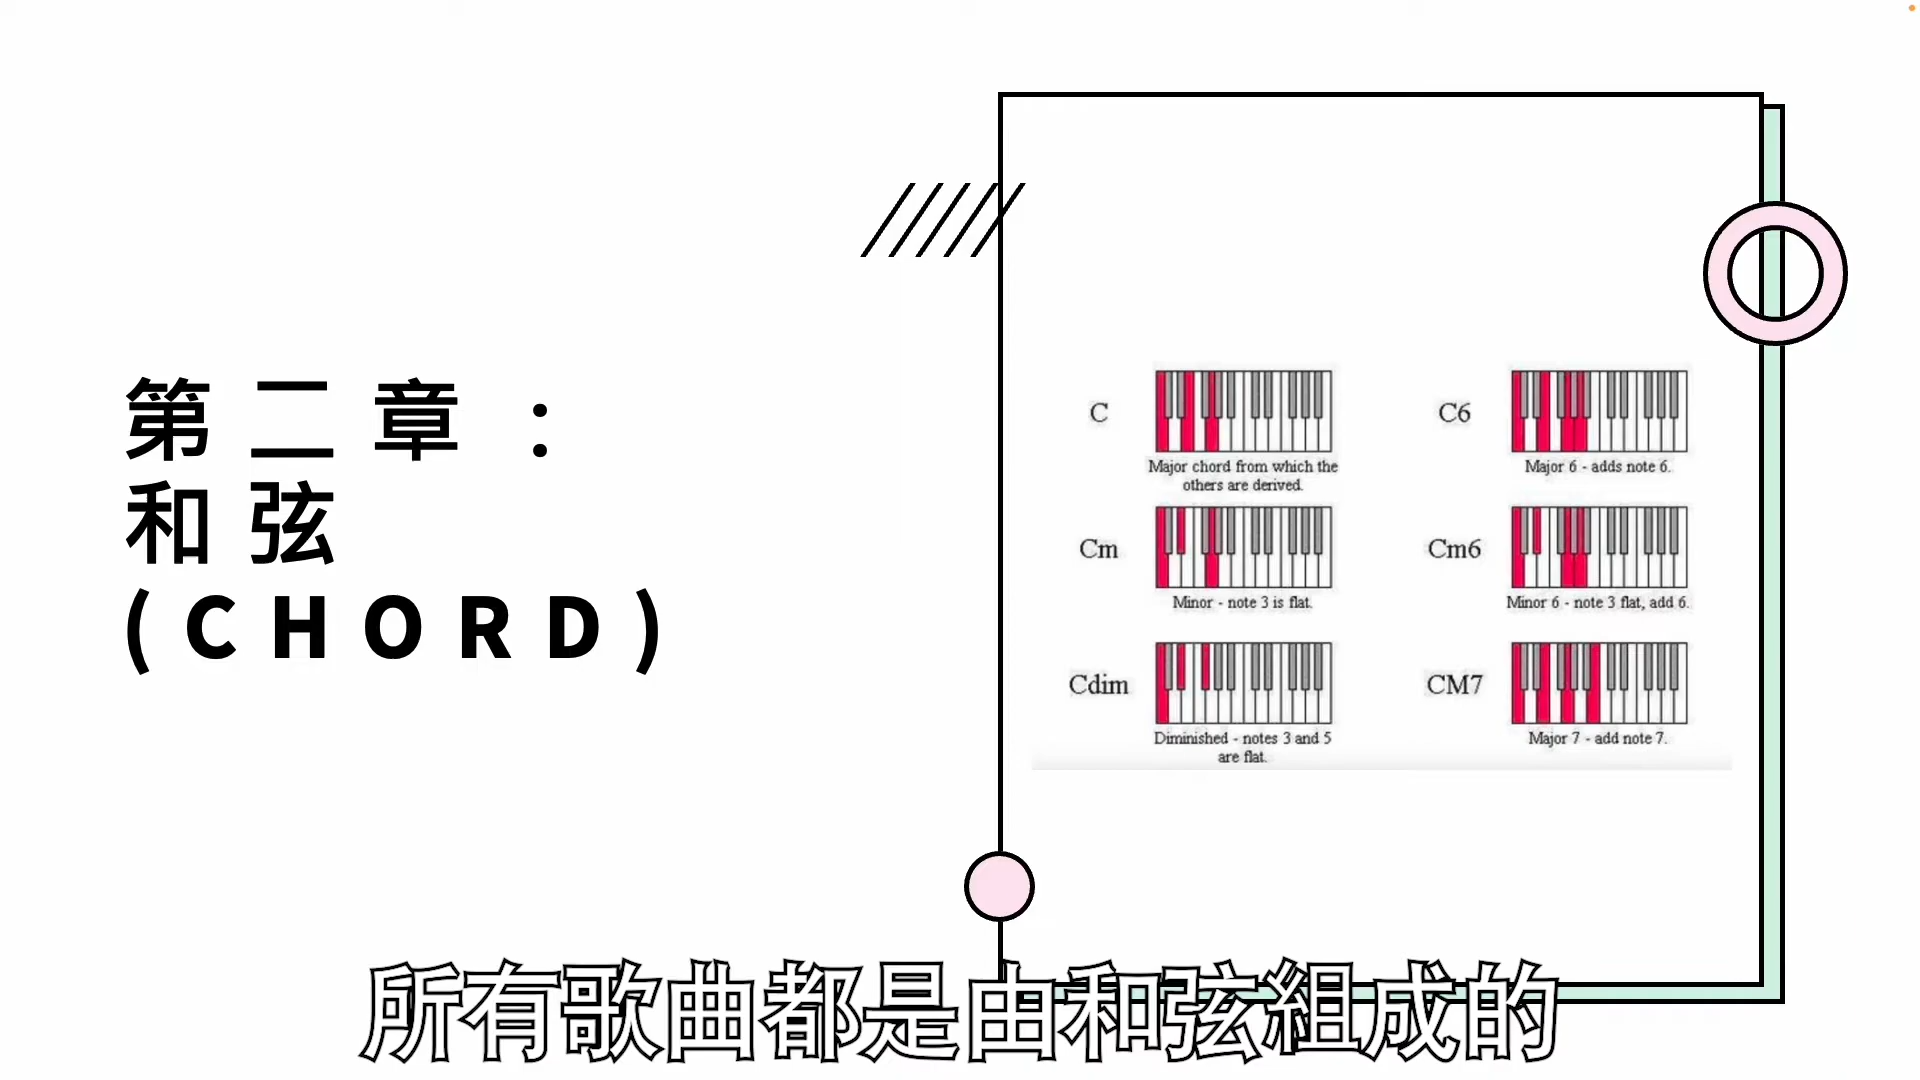 第二章：
和弦
(CHORD)
C
Major chord from which the
others are derived.
C6
Major 6 - adds note 6.
Cm
Minor - note 3 is flat.
Cm6
Minor 6 - note 3 flat, add 6.
Cdim
Diminished - notes 3 and 5
are flat.
CM7
Major 7 - add note 7.
所有歌曲都是由和弦組成的